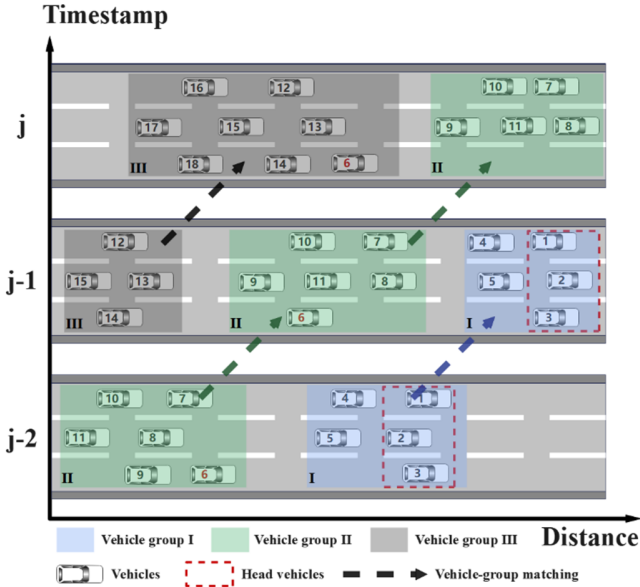 Timestamp
16 12 10 7
j
17 15 13 9 11 8
III 18 14 6 II
12 10 7 4 1
j-1
15 13 9 11 8 5 2
III 14 II 6 I 3
10 7 4 1
j-2
11 8 5 2
II 9 6 I 3
Distance
Vehicle group I Vehicle group II Vehicle group III
Vehicles Head vehicles Vehicle-group matching